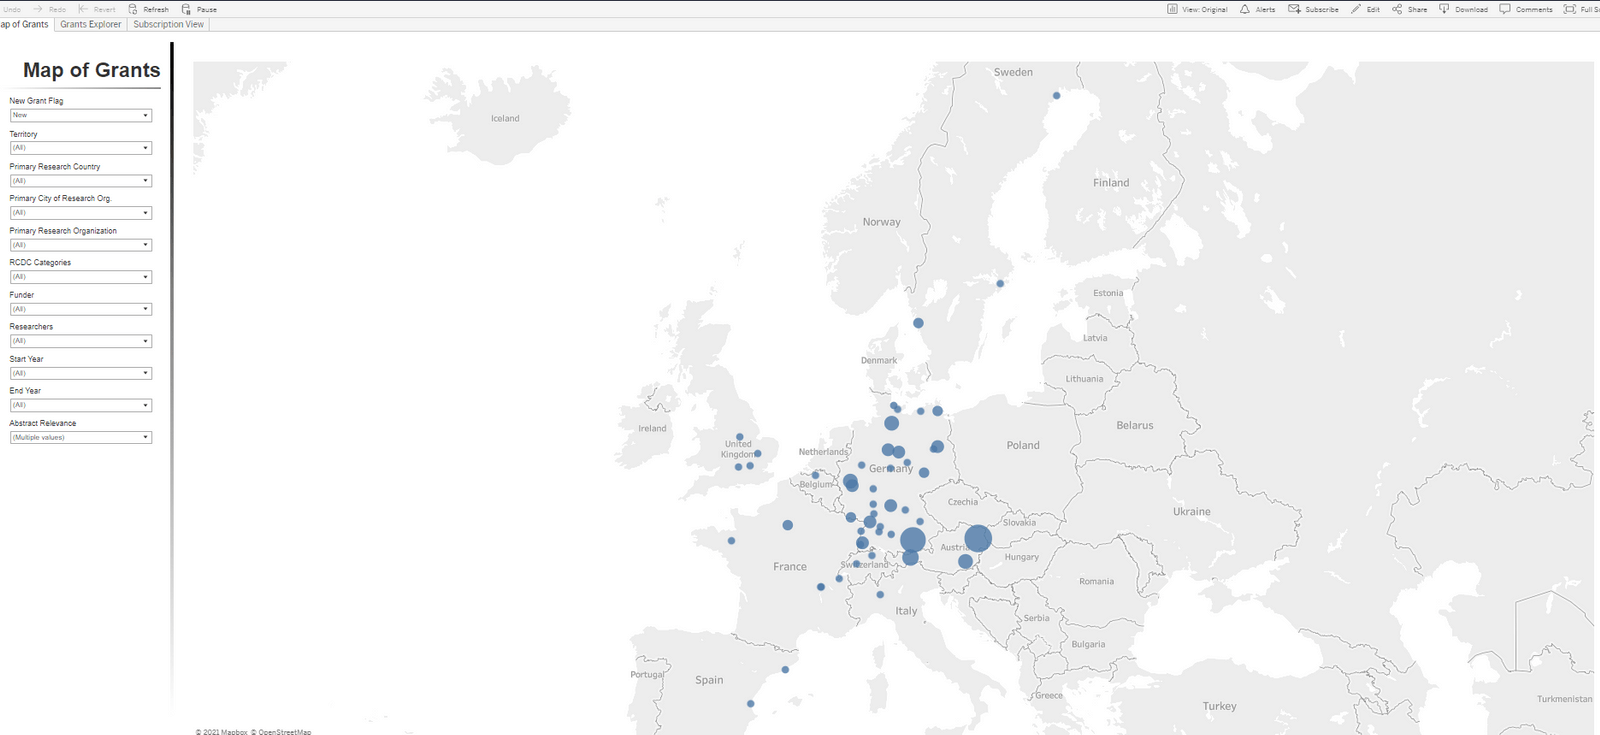 Undo Redo Revert Refresh Pause View: Original Alerts Subscribe Edit Share Download Comments Full S
ap of Grants Grants Explorer Subscription View
Map of Grants
New Grant Flag
New
Territory
(All)
Primary Research Country
(All)
Primary City of Research Org.
(All)
Primary Research Organization
(All)
RCDC Categories
(All)
Funder
(All)
Researchers
(All)
Start Year
(All)
End Year
(All)
Abstract Relevance
(Multiple values)
Sweden
Iceland
Finland
Norway
Estonia
Latvia
Denmark
Lithuania
Ireland
Belarus
United
Kingdom
Poland
Netherlands
Germany
Belgium
Czechia
Ukraine
Slovakia
Austria
Hungary
France
Switzerland
Romania
Italy
Serbia
Bulgaria
Portugal
Spain
Greece
Turkmenistan
Turkey
© 2021 Mapbox © OpenStreetMap